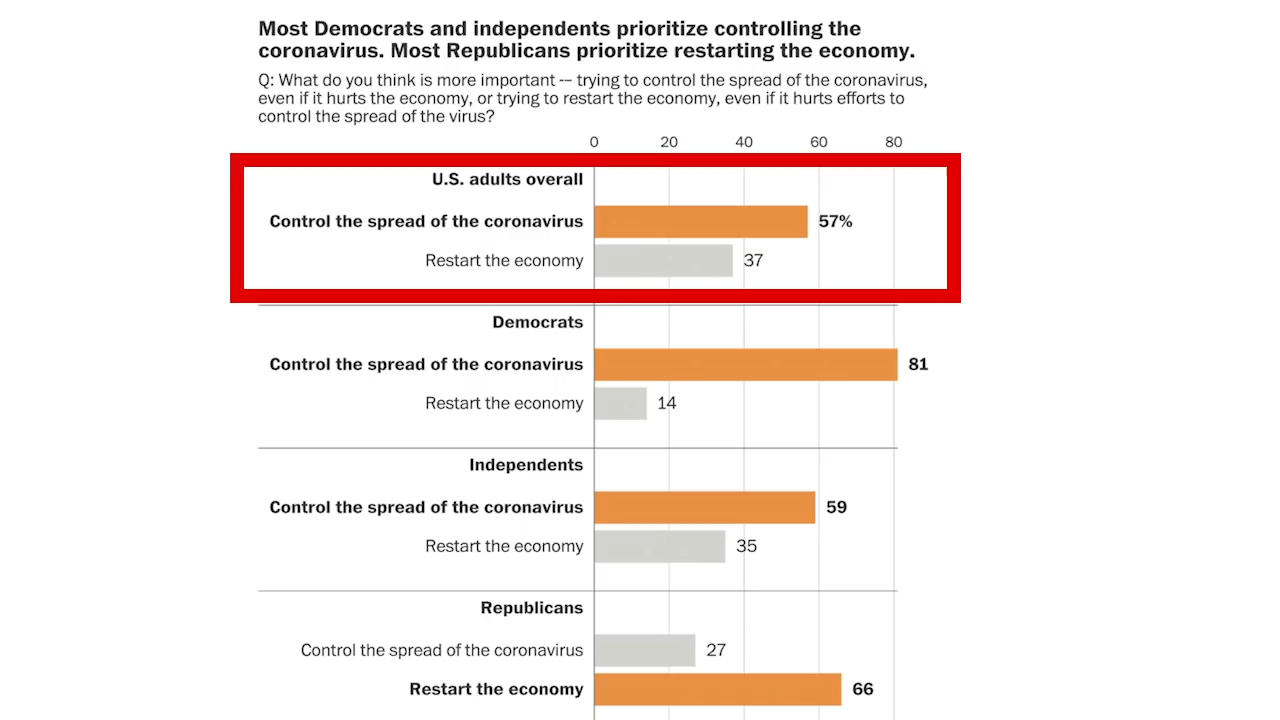 Most Democrats and independents prioritize controlling the
coronavirus. Most Republicans prioritize restarting the economy.
Q: What do you think is more important -– trying to control the spread of the coronavirus,
even if it hurts the economy, or trying to restart the economy, even if it hurts efforts to
control the spread of the virus?
0 20 40 60 80
U.S. adults overall
Control the spread of the coronavirus 57%
Restart the economy 37
Democrats
Control the spread of the coronavirus 81
Restart the economy 14
Independents
Control the spread of the coronavirus 59
Restart the economy 35
Republicans
Control the spread of the coronavirus 27
Restart the economy 66